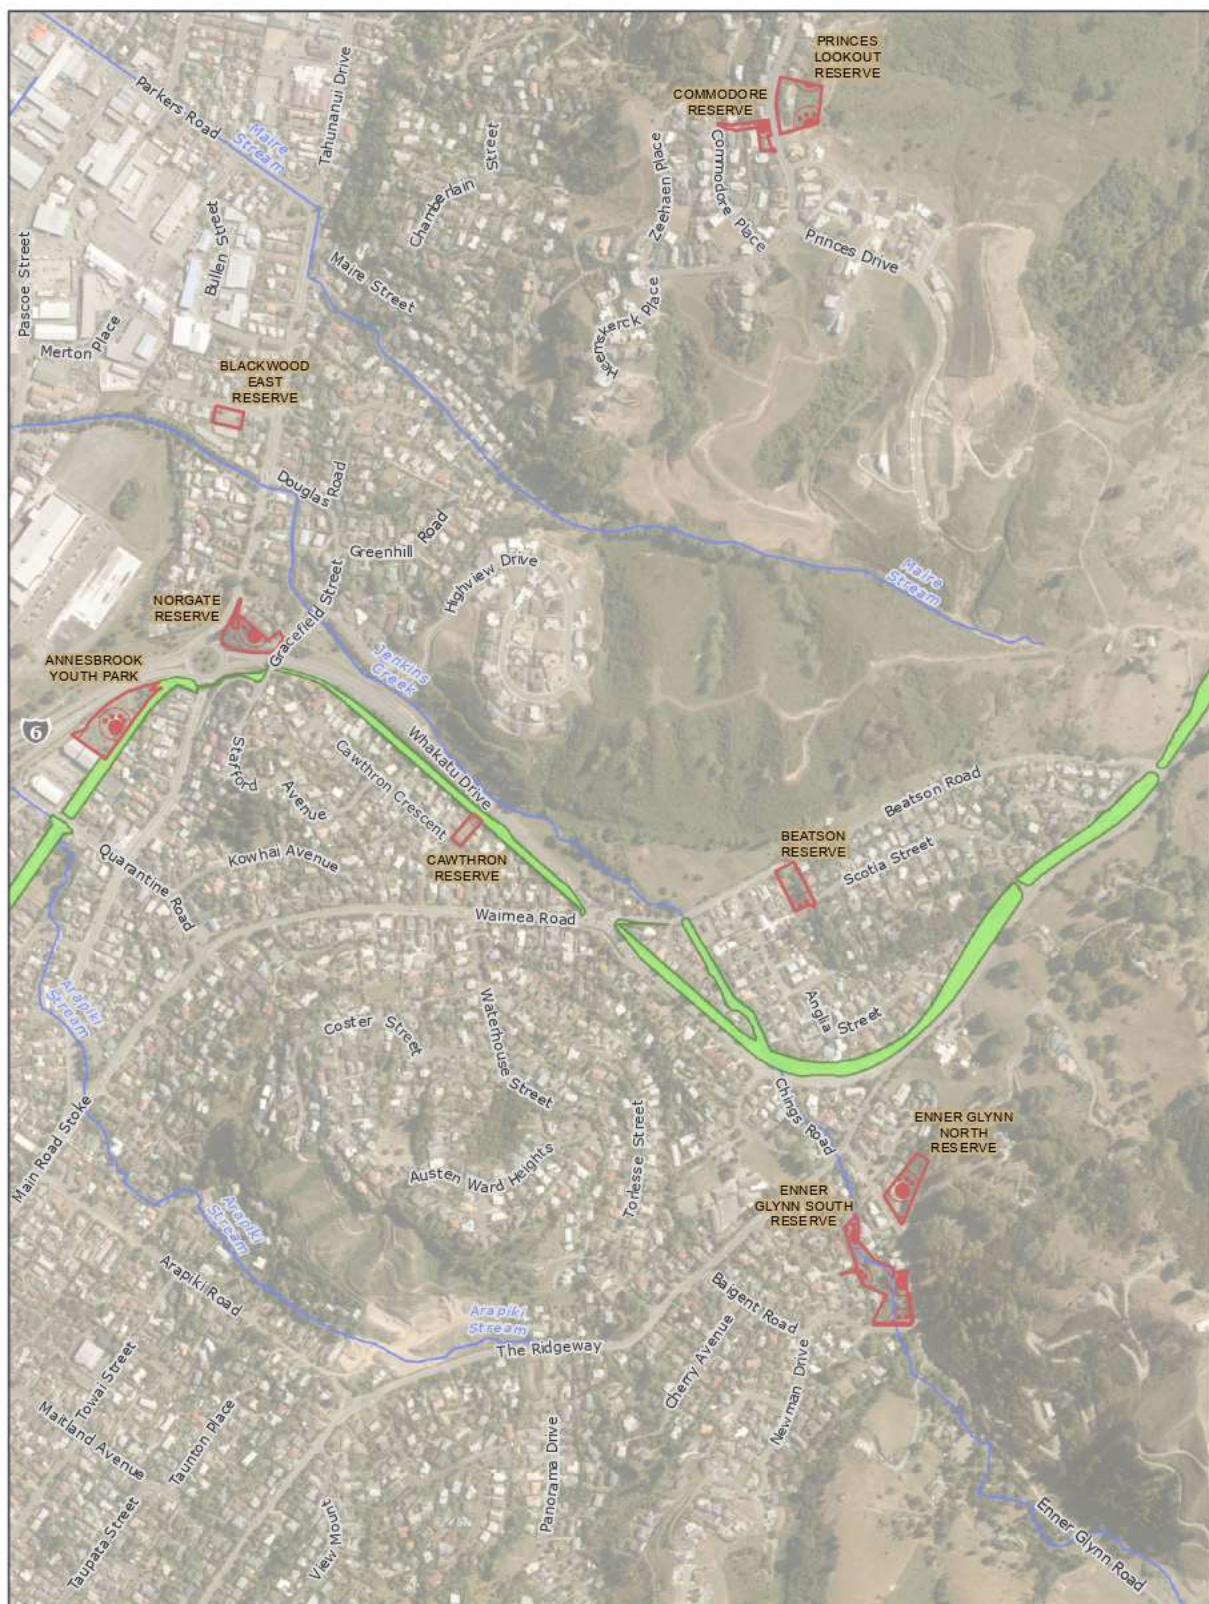 PRINCES
LOOKOUT
RESERVE
COMMODORE
RESERVE
Parkers Road
Maire
Stream
Tahunanui Drive
Chamberlain Street
Zeehaen Place
Commodore Place
Princes Drive
Pascoe Street
Bullen Street
Maire Street
Heemskerck Place
Merton Place
BLACKWOOD
EAST
RESERVE
Douglas Road
Greenhill Road
Highview Drive
Maire
Stream
NORGATE
RESERVE
Gracefield Street
ANNESBROOK
YOUTH PARK
Jenkins
Creek
6
Stafford Avenue
Cawthron Crescent
Whakatu Drive
Beatson Road
CAWTHRON
RESERVE
BEATSON
RESERVE
Scotia Street
Quarantine Road
Kowhai Avenue
Waimea Road
Arapiki
Stream
Coster Street
Waterhouse Street
Anglia Street
Main Road Stoke
Austen Ward Heights
Torlesse Street
Chings Road
ENNER GLYNN
NORTH
RESERVE
ENNER
GLYNN SOUTH
RESERVE
Arapiki
Stream
Arapiki Road
Baigent Road
Arapiki
Stream
The Ridgeway
Cherry Avenue
Newman Drive
Towai Street
Maitland Avenue
Taunton Place
Panorama Drive
Taupata Street
View Mount
Enner Glynn Road